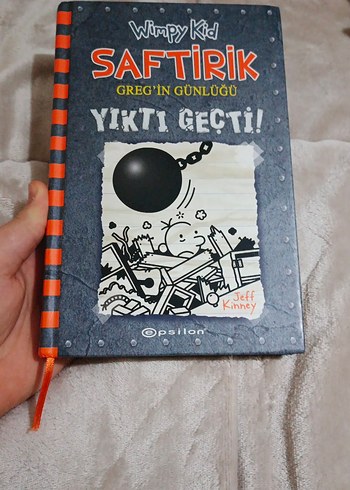 Wimpy Kid
SAFTİRİK
GREG'İN GÜNLÜĞÜ
YIKTI GEÇTİ!
Jeff
Kinney
epsilon